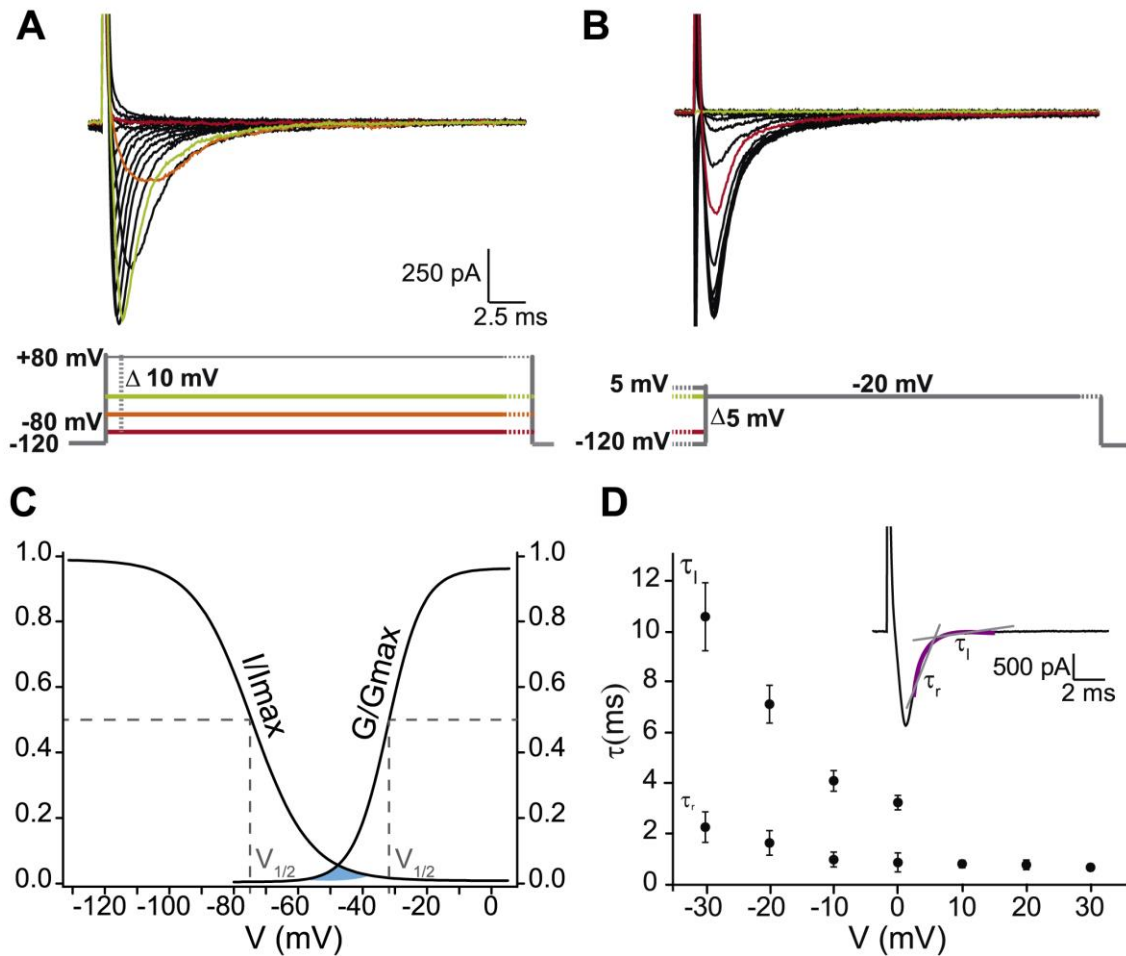 A
B
250 pA
2.5 ms
+80 mV
Δ 10 mV
-80 mV
-120
5 mV
-20 mV
Δ5 mV
-120 mV
C
D
1.0
0.8
0.6
0.4
0.2
0.0
1.0
0.8
0.6
0.4
0.2
0.0
I/Imax
G/Gmax
V1/2
V1/2
-120 -100 -80 -60 -40 -20 0
V (mV)
12
10
8
6
4
2
0
τ(ms)
τl
τr
τl
τr
500 pA
2 ms
-30 -20 -10 0 10 20 30
V (mV)